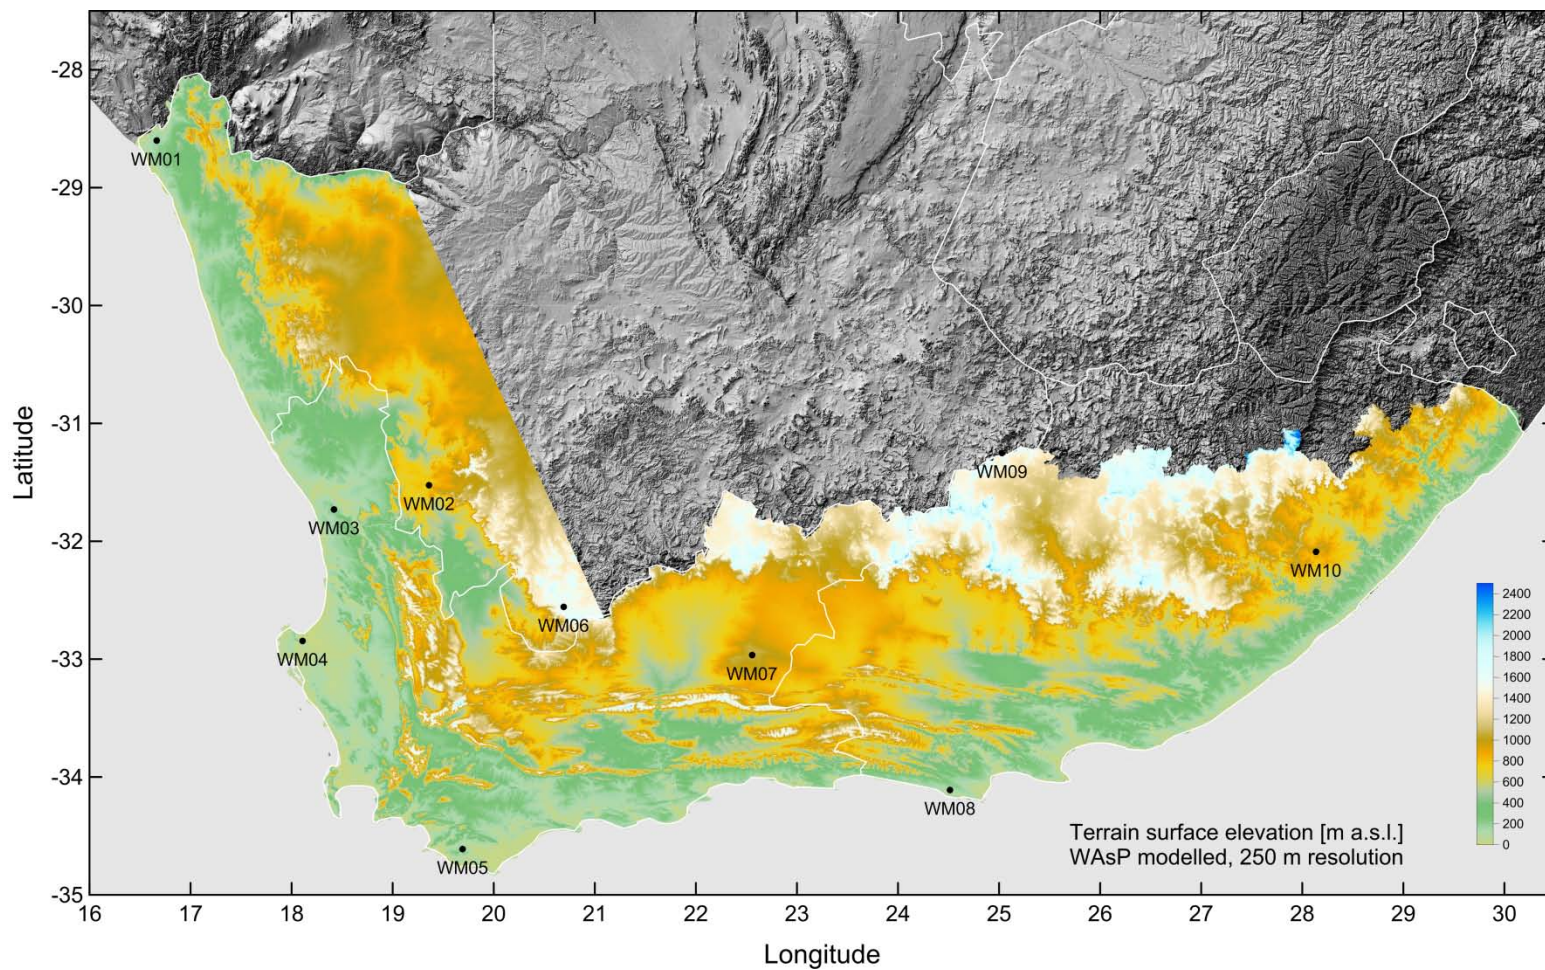 -28
-29
-30
-31
-32
-33
-34
-35
Latitude
16 17 18 19 20 21 22 23 24 25 26 27 28 29 30
Longitude
WM01
WM02
WM03
WM04
WM05
WM06
WM07
WM08
WM09
WM10
2400
2200
2000
1800
1600
1400
1200
1000
800
600
400
200
0
Terrain surface elevation [m a.s.l.]
WAsP modelled, 250 m resolution